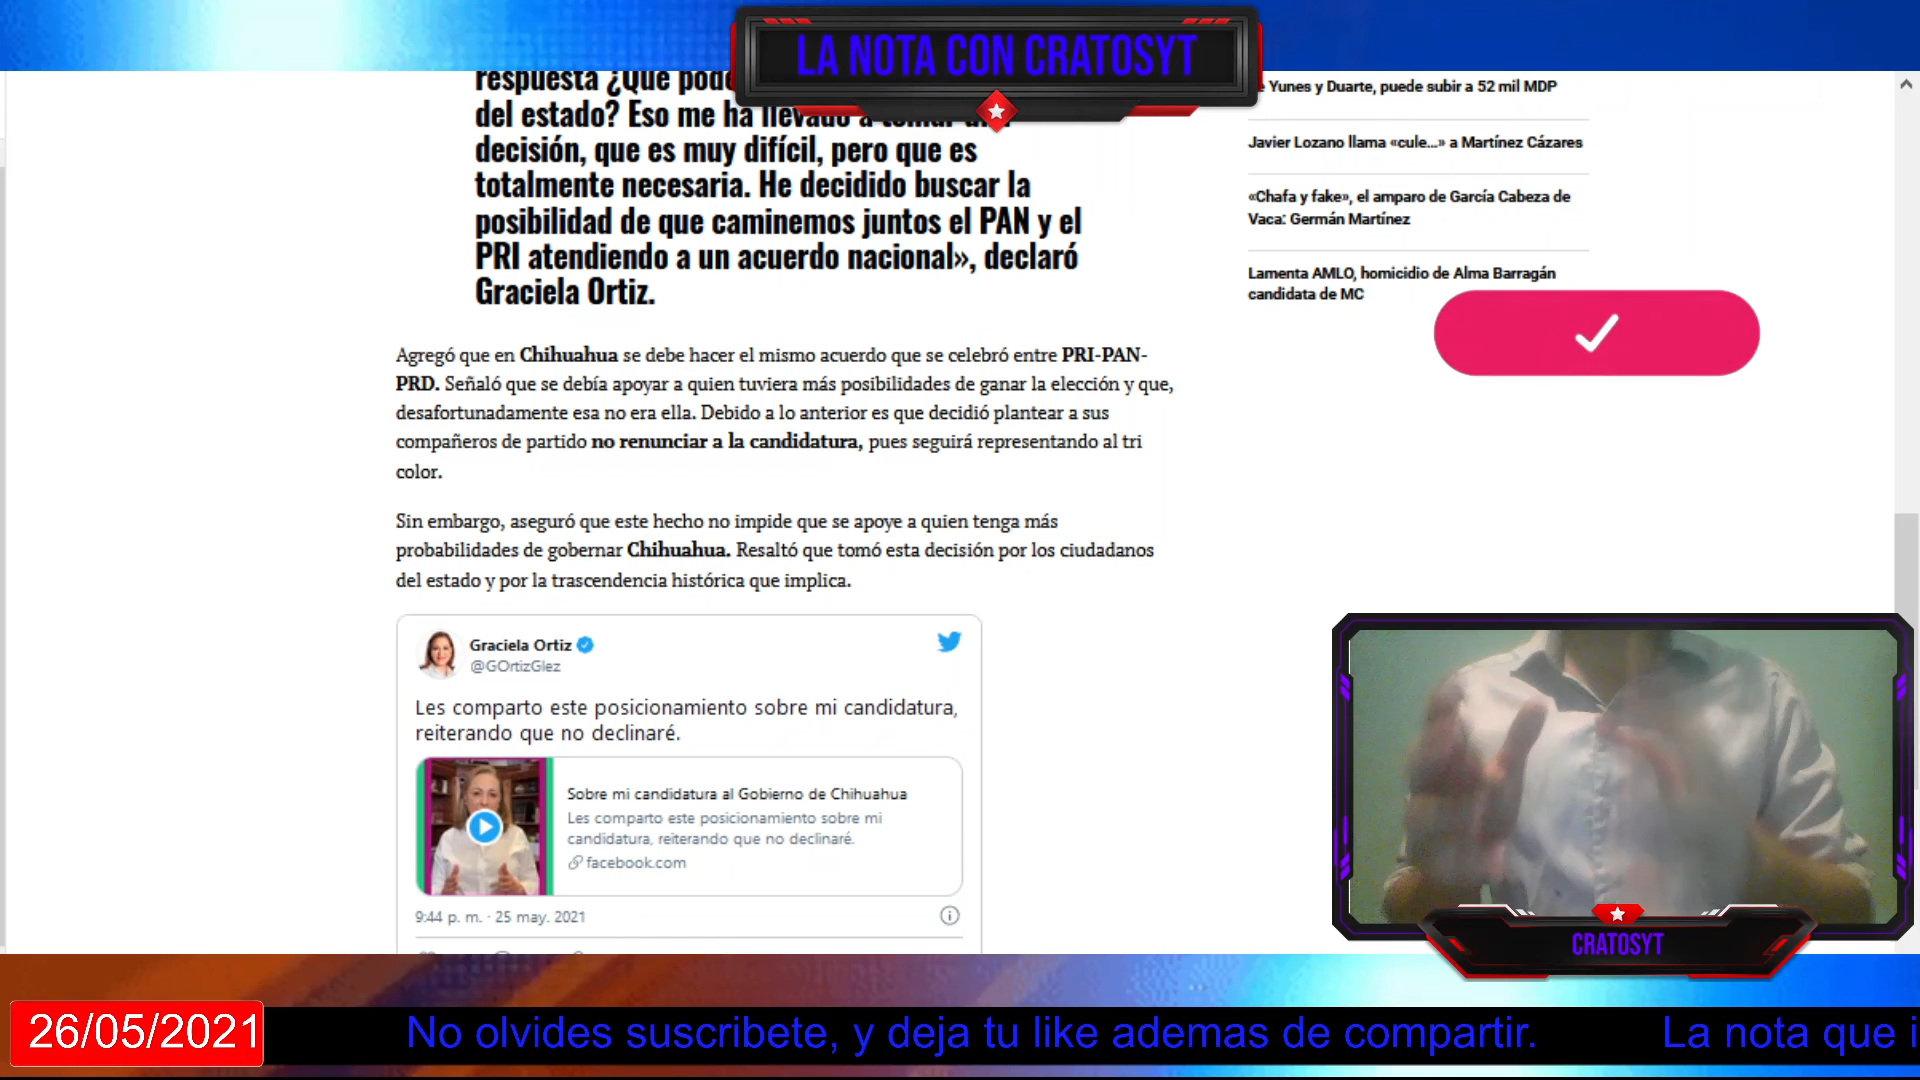 LA NOTA CON CRATOSYT
respuesta ¿Qué
del estado? Eso me ha llevado a
decisión, que es muy difícil, pero que es
totalmente necesaria. He decidido buscar la
posibilidad de que caminemos juntos el PAN y el
PRI atendiendo a un acuerdo nacional», declaró
Graciela Ortiz.
Agregó que en Chihuahua se debe hacer el mismo acuerdo que se celebró entre PRI-PAN-
PRD. Señaló que se debía apoyar a quien tuviera más posibilidades de ganar la elección y que,
desafortunadamente esa no era ella. Debido a lo anterior es que decidió plantear a sus
compañeros de partido no renunciar a la candidatura, pues seguirá representando al tri
color.
Sin embargo, aseguró que este hecho no impide que se apoye a quien tenga más
probabilidades de gobernar Chihuahua. Resaltó que tomó esta decisión por los ciudadanos
del estado y por la trascendencia histórica que implica.
Graciela Ortiz
@GOrtizGlez
Les comparto este posicionamiento sobre mi candidatura,
reiterando que no declinaré.
Sobre mi candidatura al Gobierno de Chihuahua
Les comparto este posicionamiento sobre mi
candidatura, reiterando que no declinaré.
facebook.com
9:44 p. m. · 25 may. 2021
Yunes y Duarte, puede subir a 52 mil MDP
Javier Lozano llama «cule...» a Martínez Cázares
«Chafa y fake», el amparo de García Cabeza de
Vaca: Germán Martínez
Lamenta AMLO, homicidio de Alma Barragán
candidata de MC
CRATOSYT
26/05/2021
No olvides suscribete, y deja tu like ademas de compartir.
La nota que